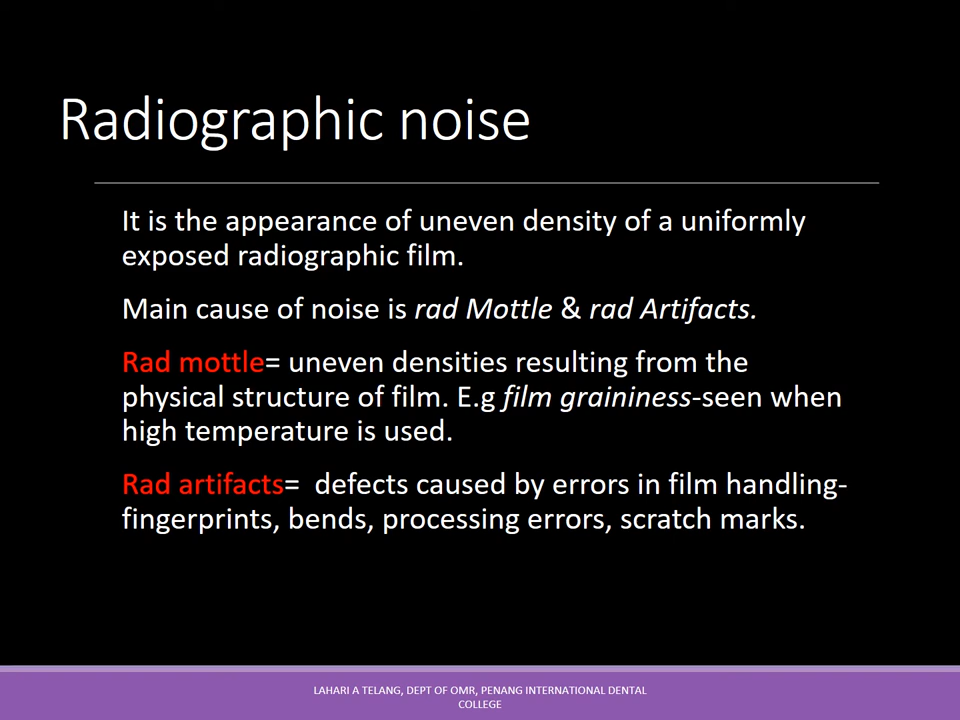 Radiographic noise
It is the appearance of uneven density of a uniformly
exposed radiographic film.
Main cause of noise is rad Mottle & rad Artifacts.
Rad mottle= uneven densities resulting from the
physical structure of film. E.g film graininess-seen when
high temperature is used.
Rad artifacts=  defects caused by errors in film handling-
fingerprints, bends, processing errors, scratch marks.
LAHARI A TELANG, DEPT OF OMR, PENANG INTERNATIONAL DENTAL
COLLEGE